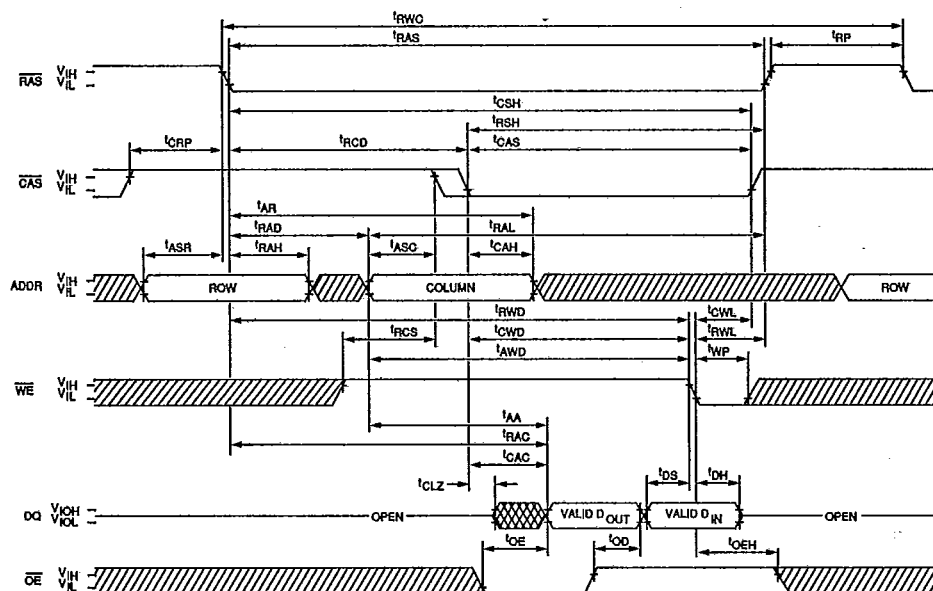 tRWC
tRAS
tRP
RAS VIH
VIL
tCSH
tRSH
tCRP
tRCD
tCAS
CAS VIH
VIL
tAR
tRAD
tRAL
tASR
tRAH
tASC
tCAH
ADDR VIH
VIL
ROW
COLUMN
ROW
tRWD
tCWL
tRCS
tCWD
tRWL
tAWD
tWP
WE VIH
VIL
tAA
tRAC
tCAC
tCLZ
tDS
tDH
DQ VIOH
VIOL
OPEN
VALID DOUT
VALID DIN
OPEN
tOE
tOD
tOEH
OE VIH
VIL